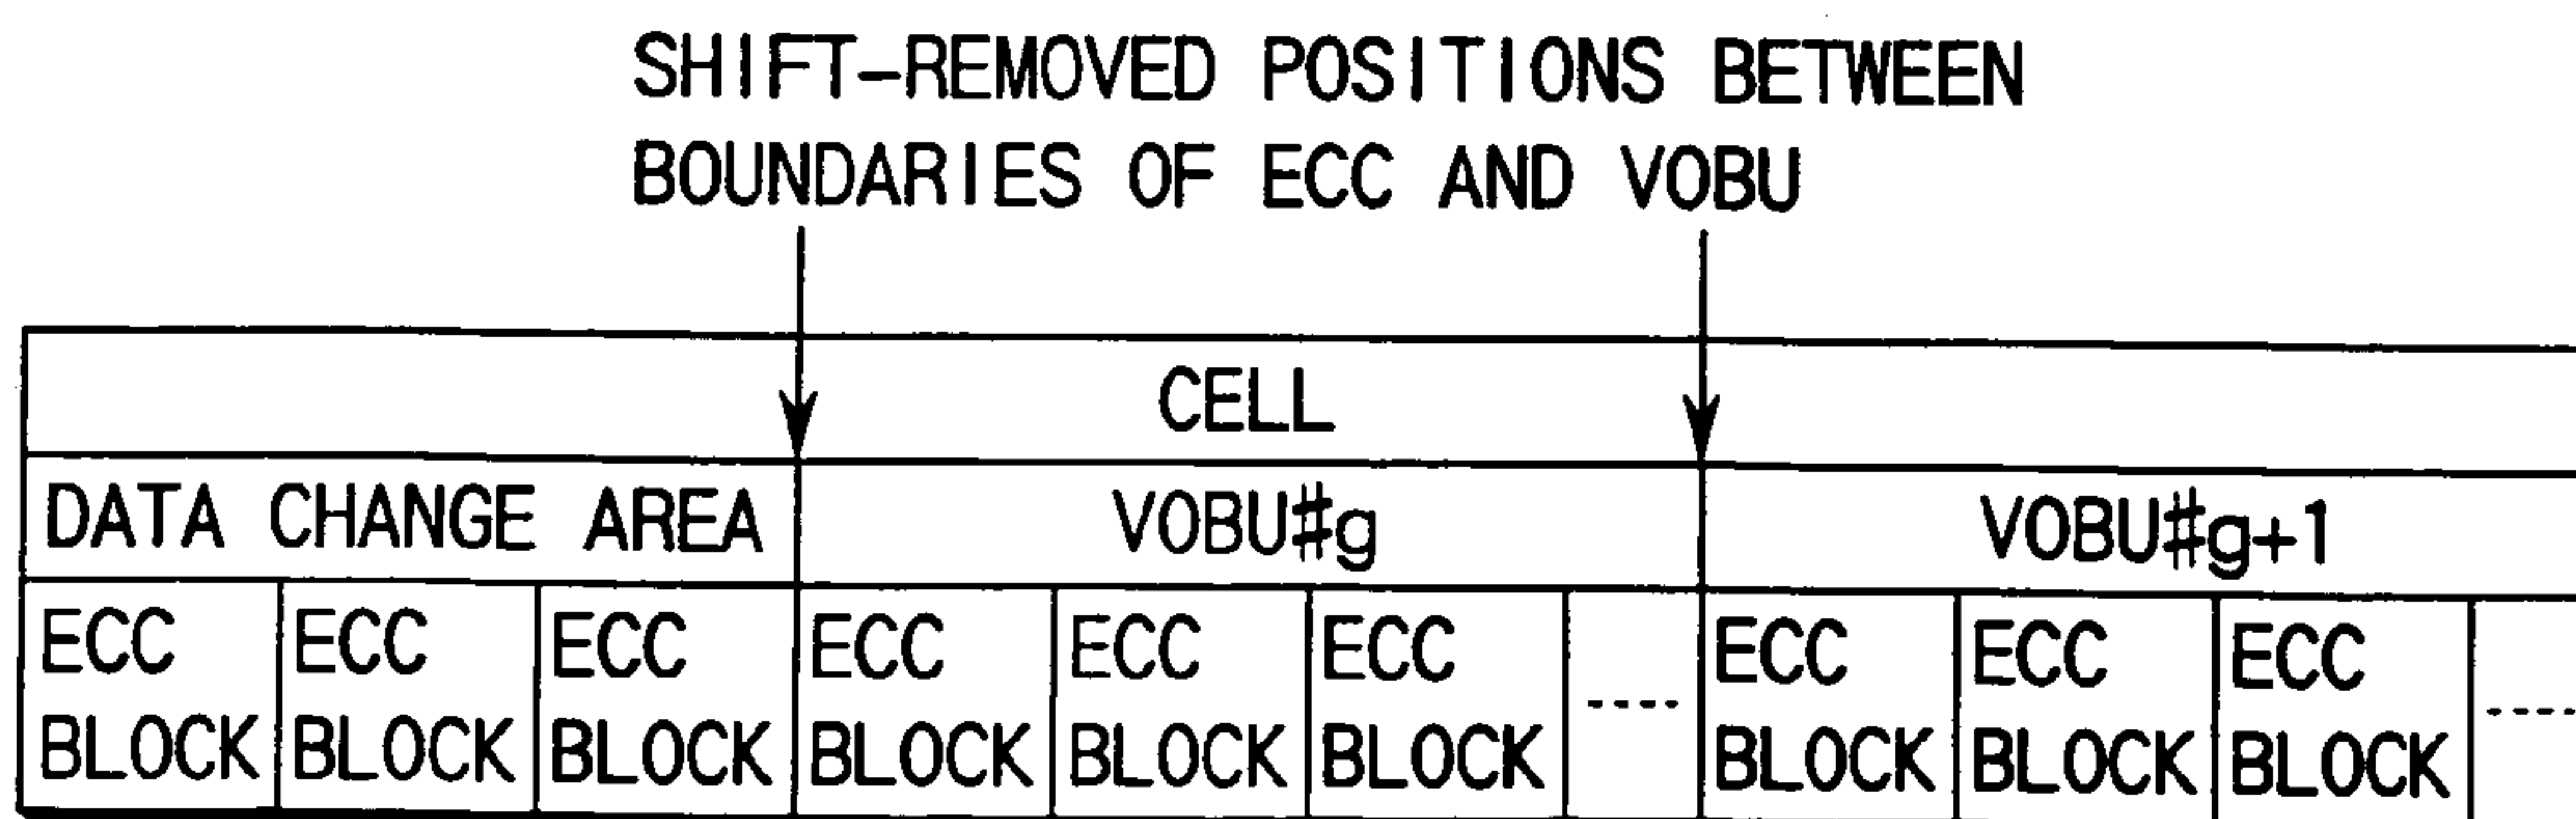 SHIFT-REMOVED POSITIONS BETWEEN
BOUNDARIES OF ECC AND VOBU
CELL
DATA CHANGE AREA VOBU#g VOBU#g+1
ECC ECC ECC ECC ECC ECC ECC ECC ECC
BLOCK BLOCK BLOCK BLOCK BLOCK BLOCK BLOCK BLOCK BLOCK